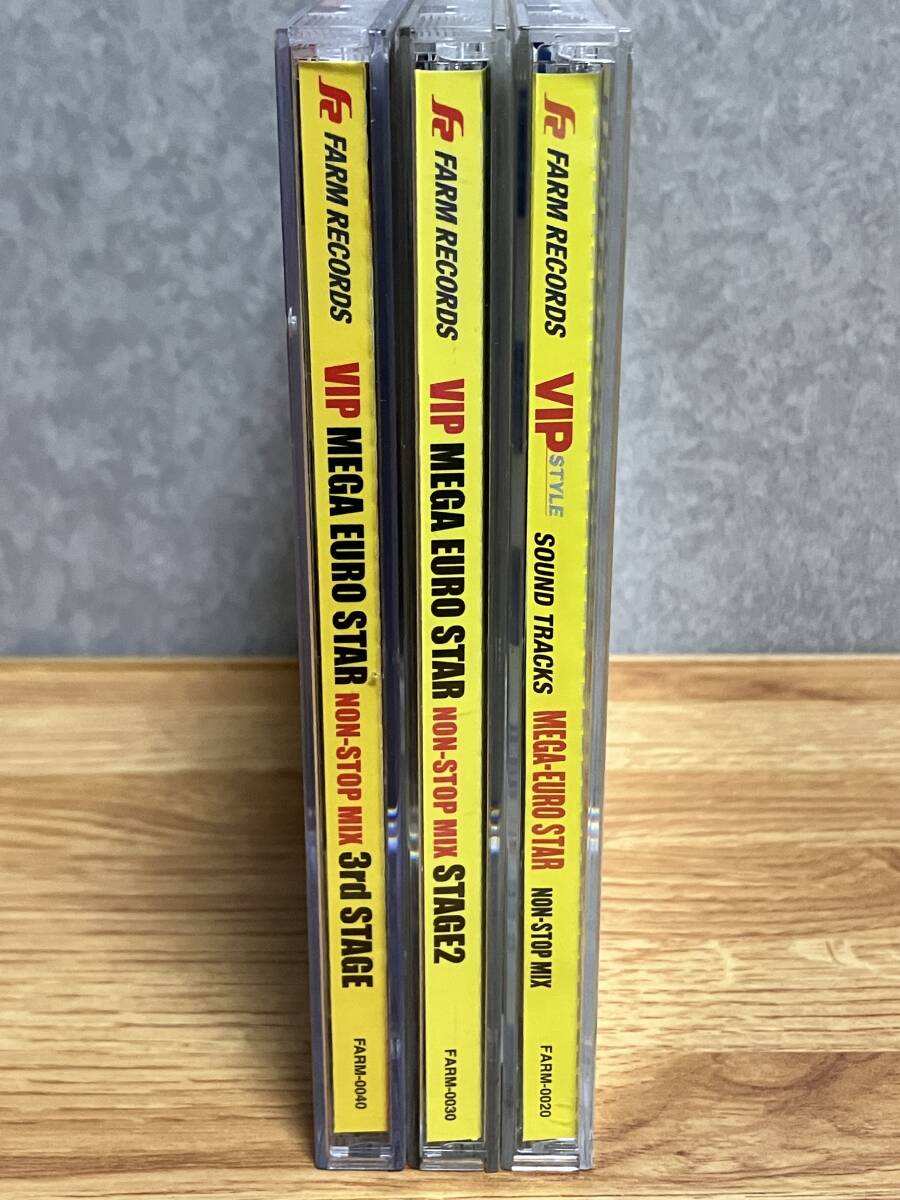 FARM RECORDS VIP MEGA EURO STAR NON-STOP MIX 3rd STAGE FARM-0040
FARM RECORDS VIP MEGA EURO STAR NON-STOP MIX STAGE2 FARM-0030
FARM RECORDS VIP STYLE SOUND TRACKS MEGA-EURO STAR NON-STOP MIX FARM-0020